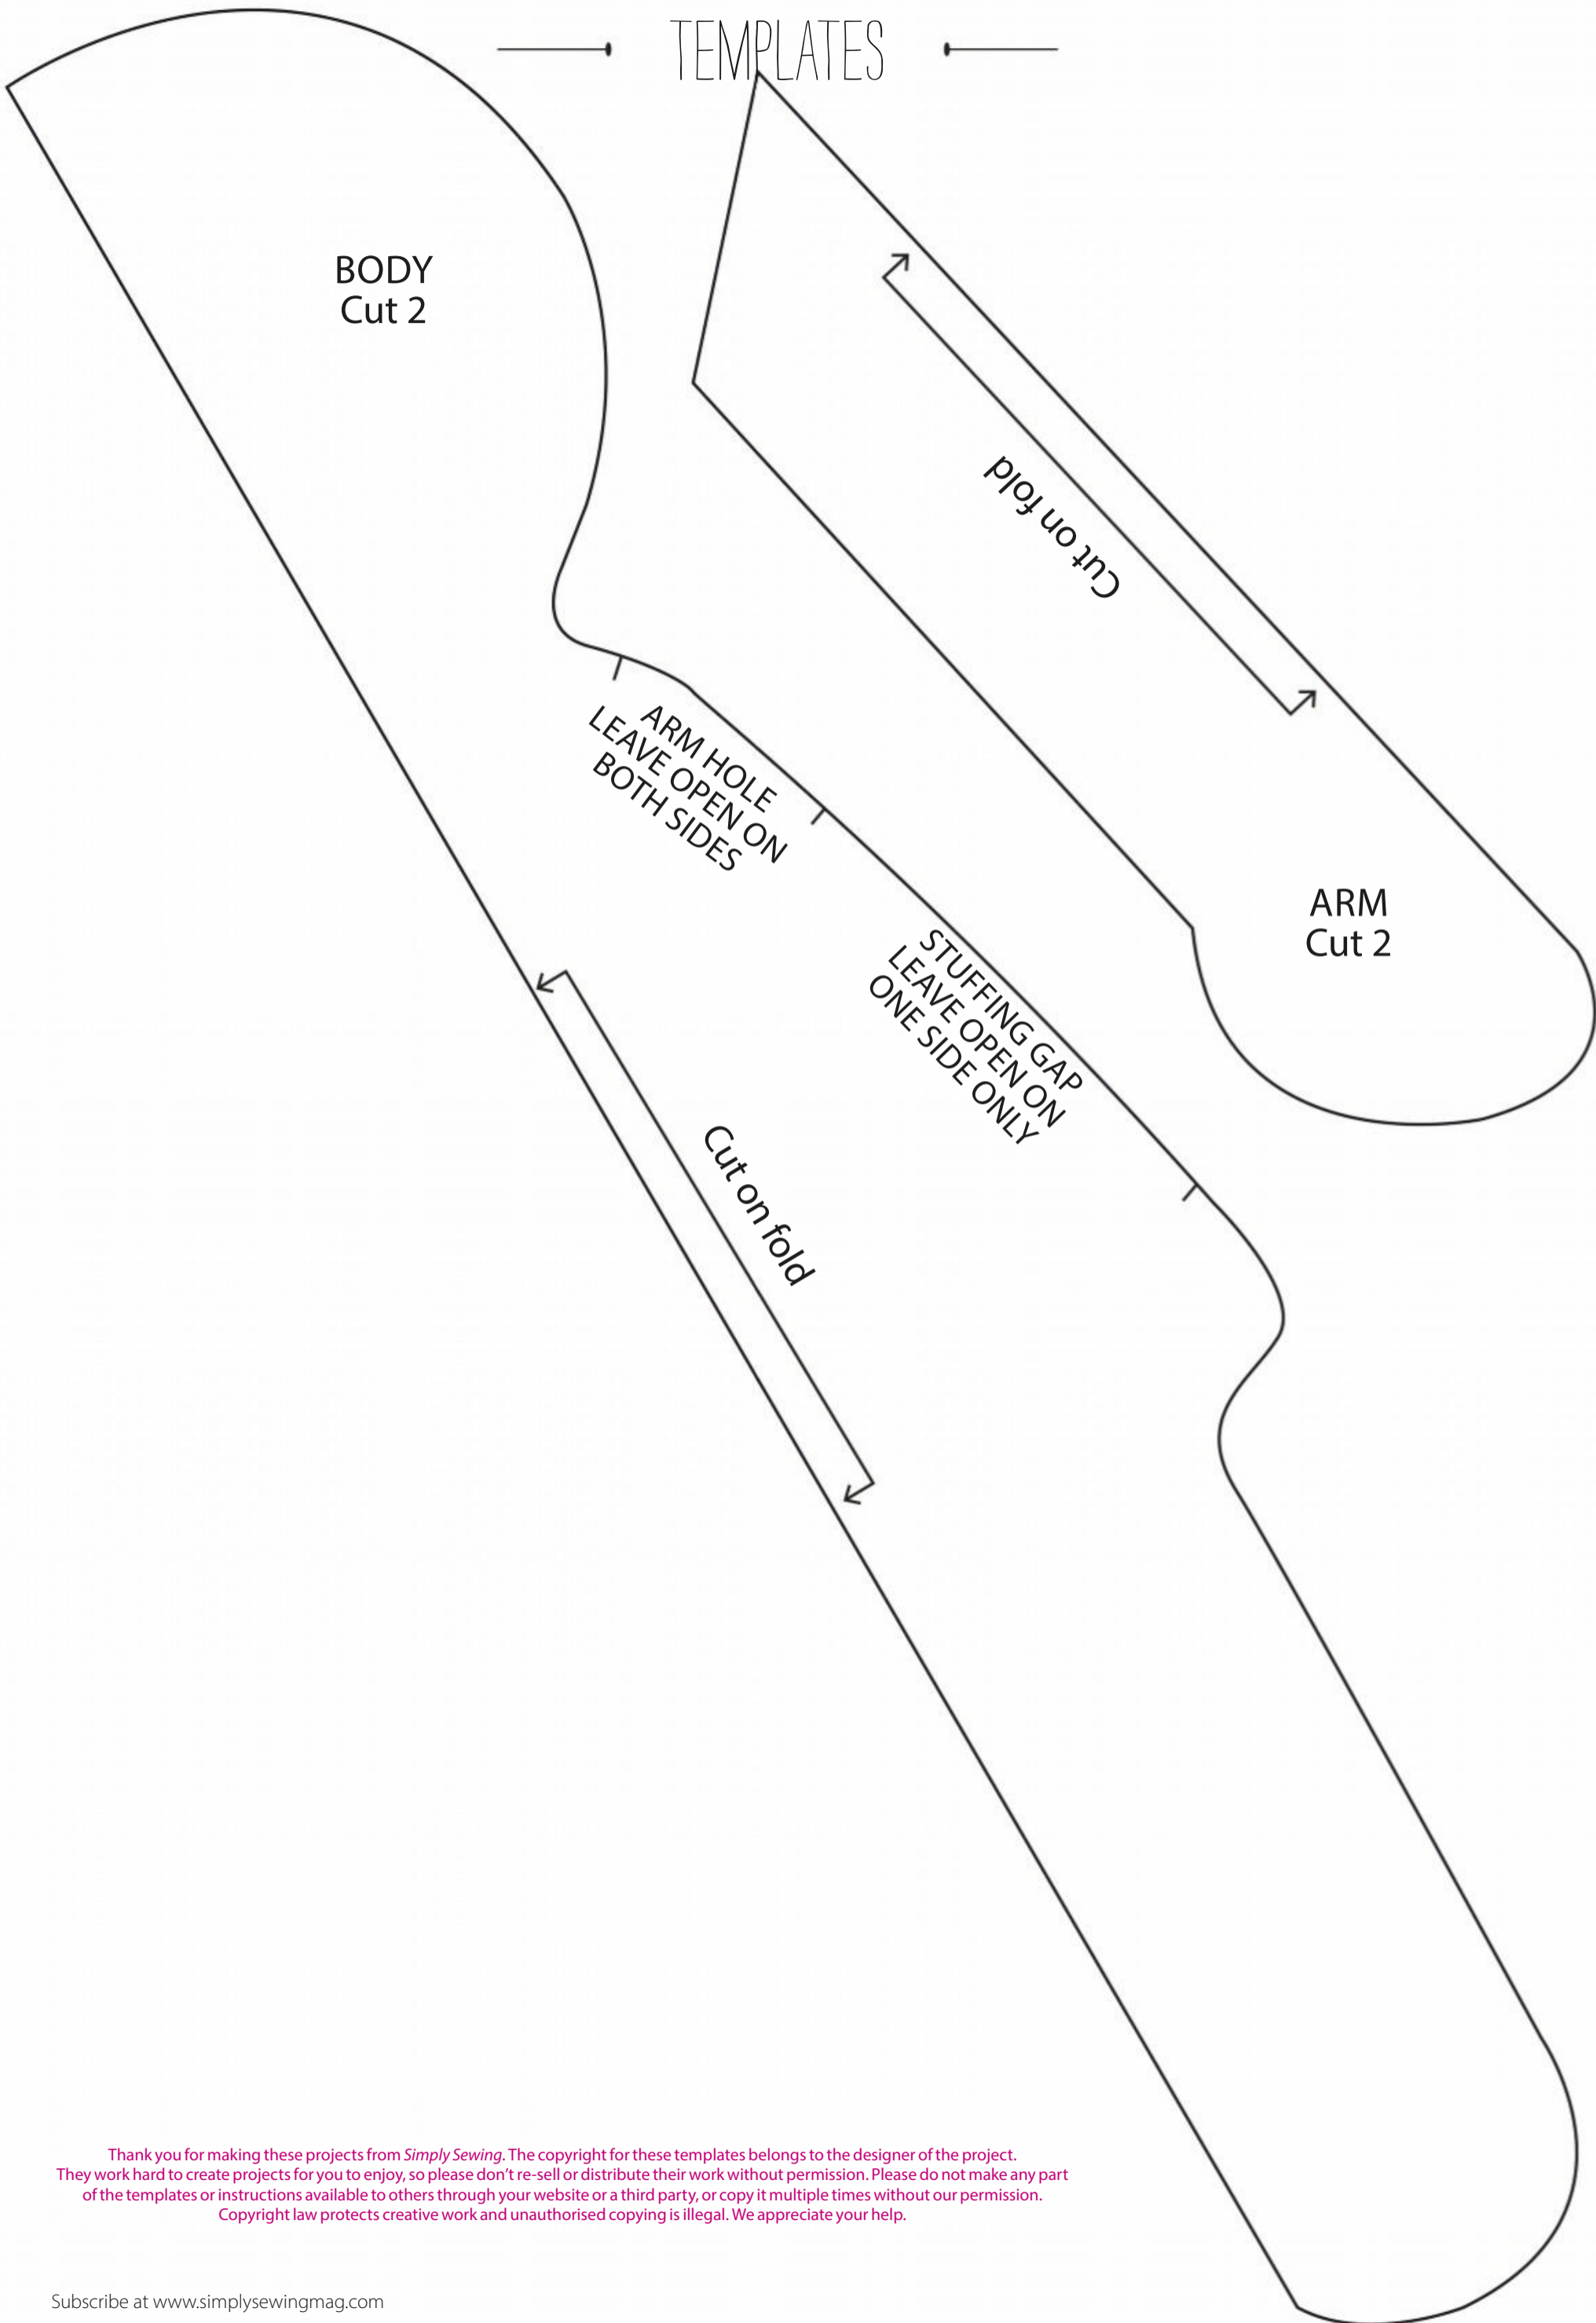 TEMPLATES
BODY
Cut 2
Cut on fold
ARM HOLE
LEAVE OPEN ON
BOTH SIDES
ARM
Cut 2
STUFFING GAP
LEAVE OPEN ON
ONE SIDE ONLY
Cut on fold
Thank you for making these projects from Simply Sewing. The copyright for these templates belongs to the designer of the project.
They work hard to create projects for you to enjoy, so please don’t re-sell or distribute their work without permission. Please do not make any part
of the templates or instructions available to others through your website or a third party, or copy it multiple times without our permission.
Copyright law protects creative work and unauthorised copying is illegal. We appreciate your help.
Subscribe at www.simplysewingmag.com